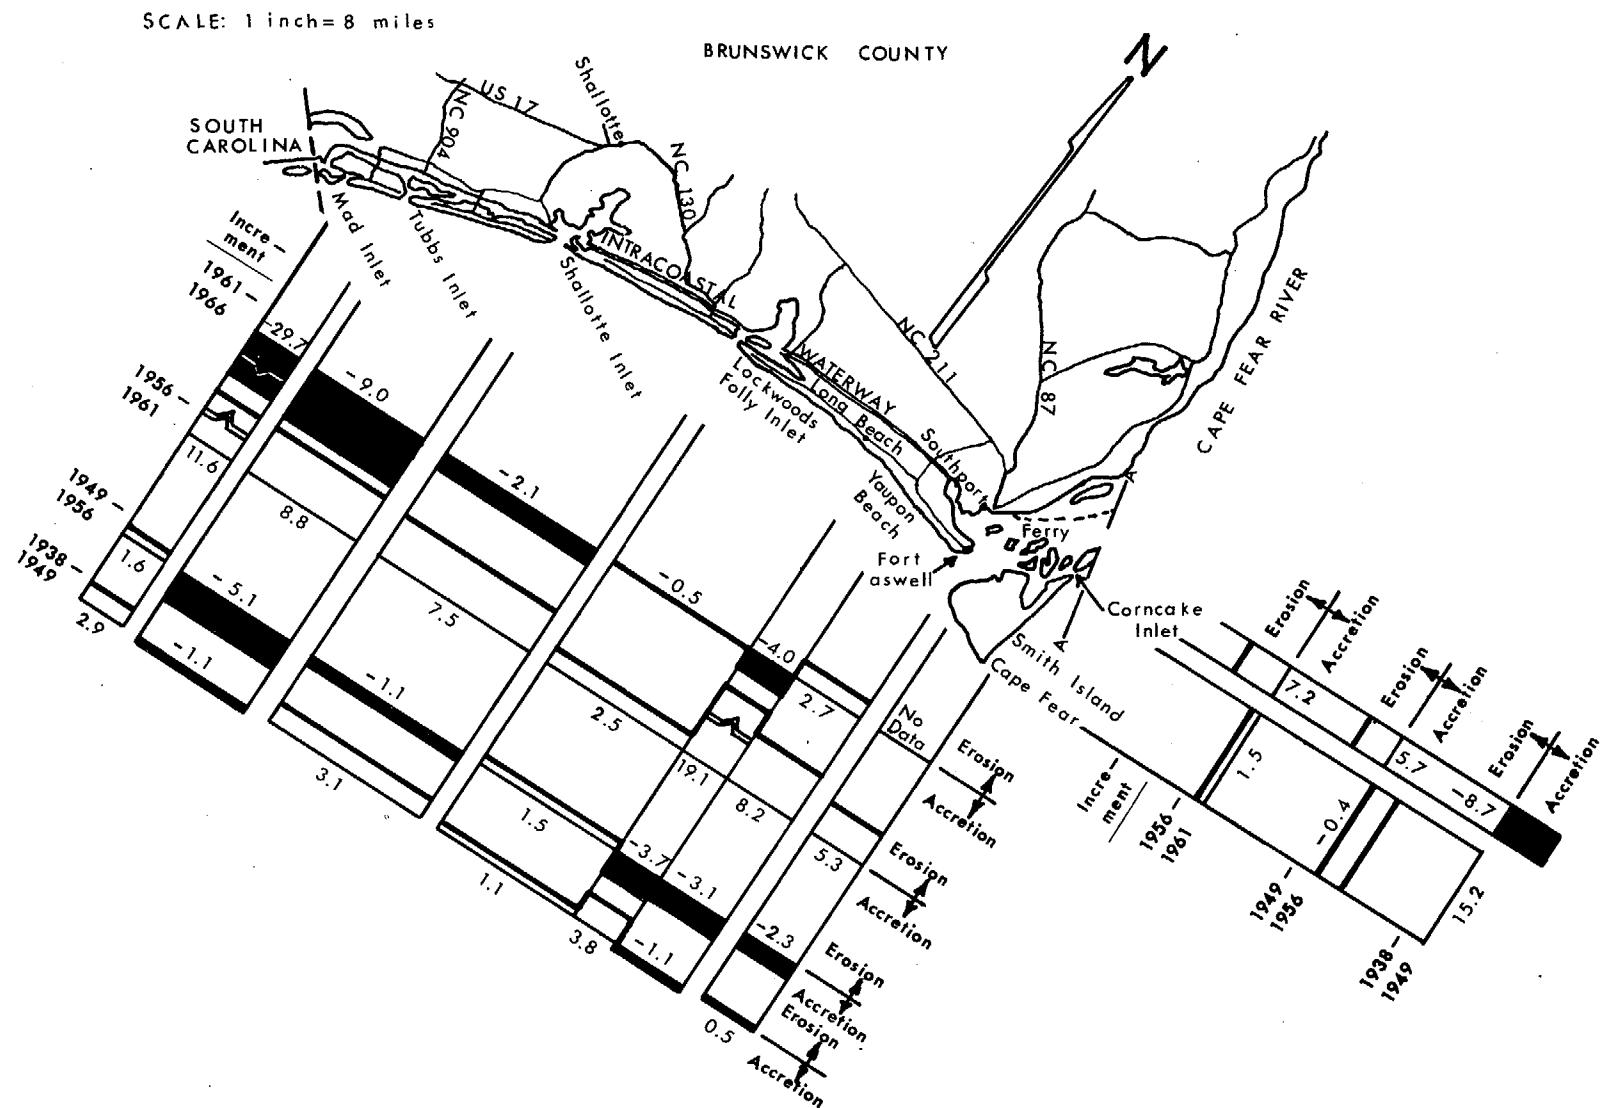 SCALE: 1 inch=8 miles
BRUNSWICK COUNTY
N
SOUTH
CAROLINA
US 17
NC 904
Shallotte
NC 130
INTRACOASTAL
WATERWAY
NC 211
NC 87
CAPE FEAR RIVER
Mad Inlet
Tubbs Inlet
Shallotte Inlet
Lockwoods
Folly Inlet
Long Beach
Yaupon
Beach
Southport
Fort
aswell
Ferry
Corncake
Inlet
Smith Island
Cape Fear
A
A
Incre-
ment
1961-
1966
1956-
1961
1949-
1956
1938-
1949
-29.7
-9.0
-2.1
-0.5
-4.0
2.7
No
Data
11.6
8.8
7.5
2.5
19.1
8.2
5.3
1.6
-5.1
-1.1
1.5
-3.7
-3.1
-2.3
2.9
-1.1
3.1
1.1
3.8
-1.1
0.5
Erosion
Accretion
Erosion
Accretion
Erosion
Accretion
Erosion
Accretion
Erosion
Accretion
Erosion
Accretion
Erosion
Accretion
7.2
5.7
-8.7
1.5
-0.4
15.2
Incre-
ment
1956-
1961
1949-
1956
1938-
1949